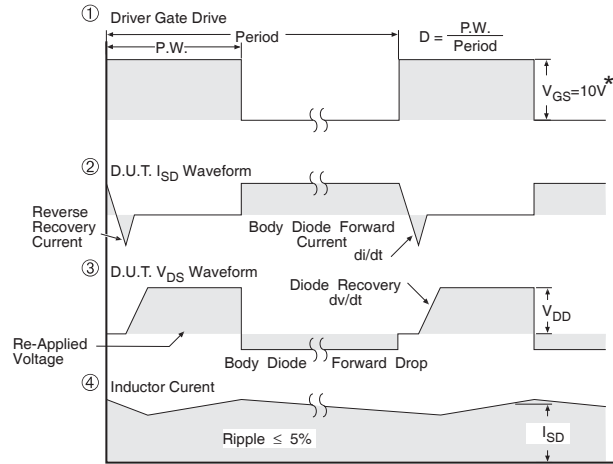 ① Driver Gate Drive
P.W.
Period
D = P.W. / Period
V_GS=10V*
② D.U.T. I_SD Waveform
Reverse
Recovery
Current
Body Diode Forward
Current
di/dt
③ D.U.T. V_DS Waveform
Diode Recovery
dv/dt
V_DD
Re-Applied
Voltage
Body Diode Forward Drop
④ Inductor Curent
Ripple ≤ 5%
I_SD